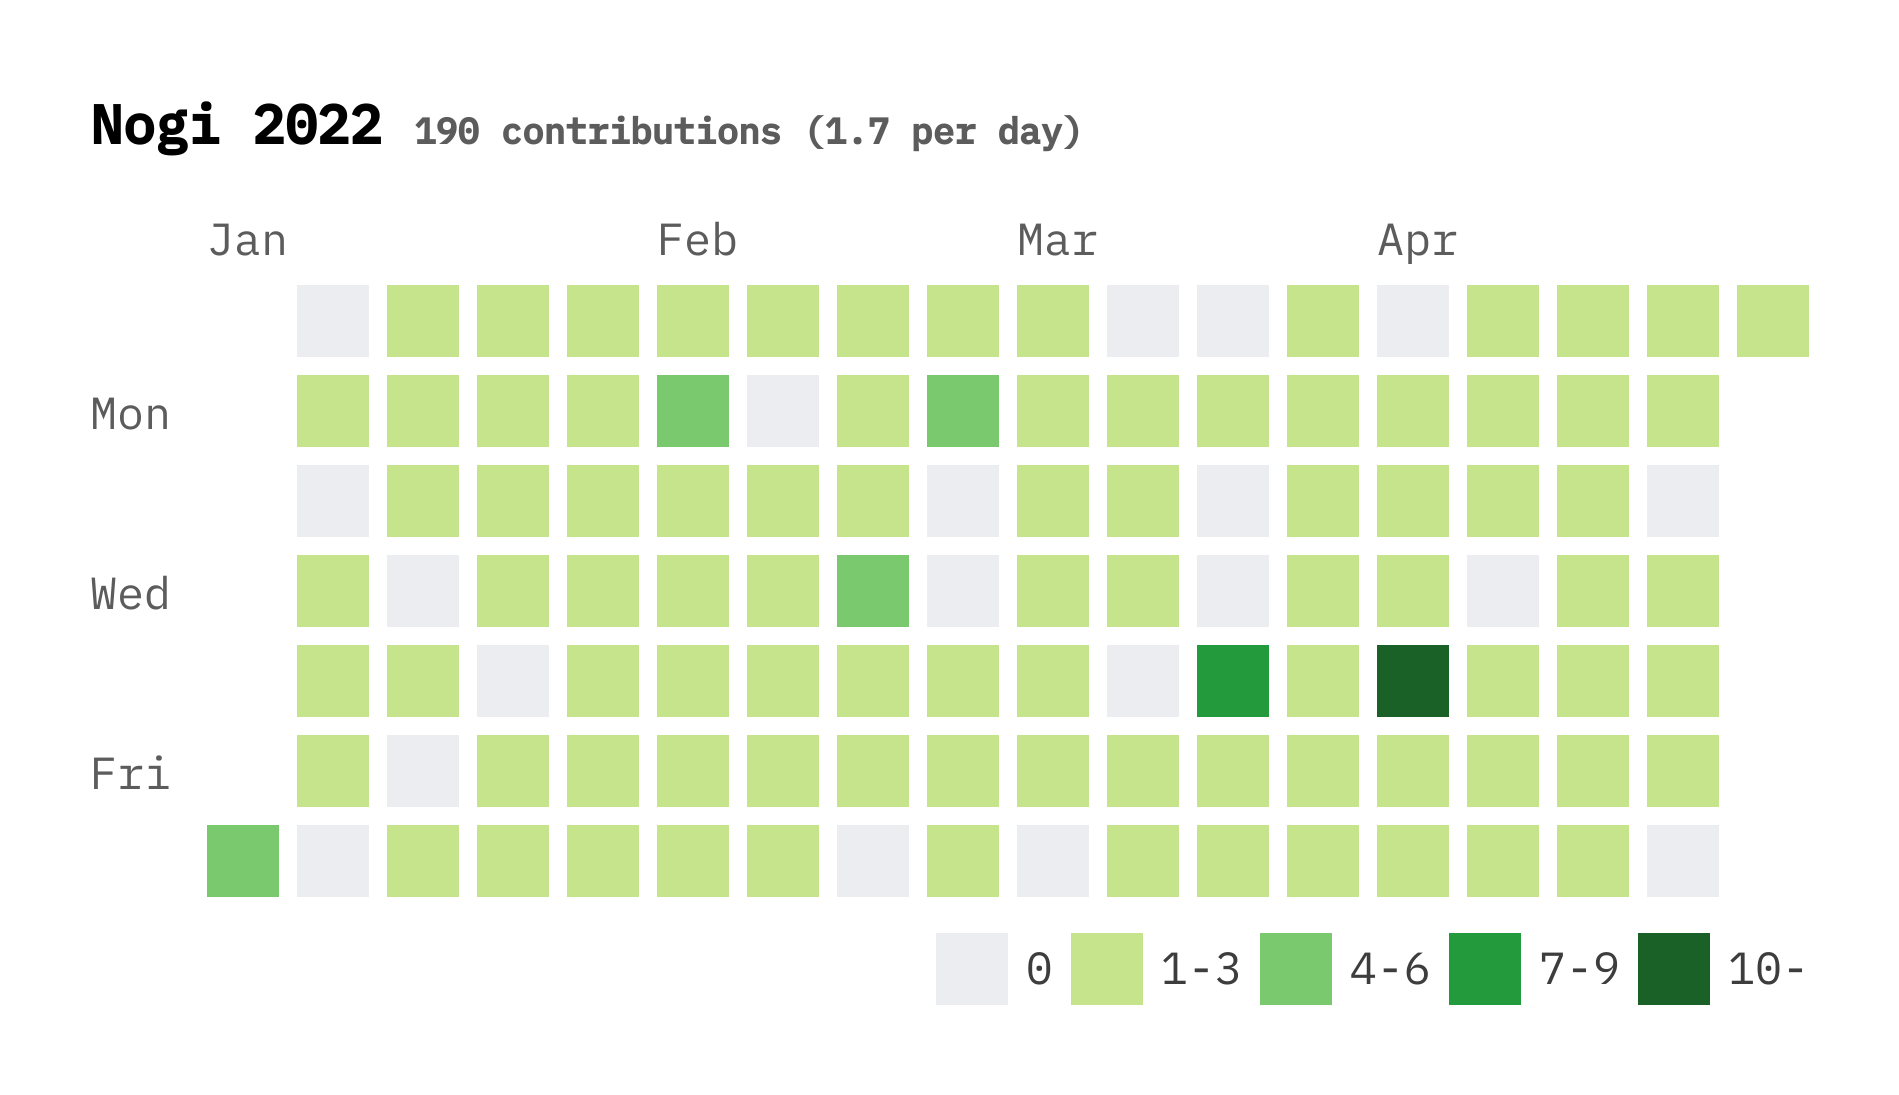 Nogi 2022 190 contributions (1.7 per day)
Jan Feb Mar Apr
Mon
Wed
Fri
0 1-3 4-6 7-9 10-